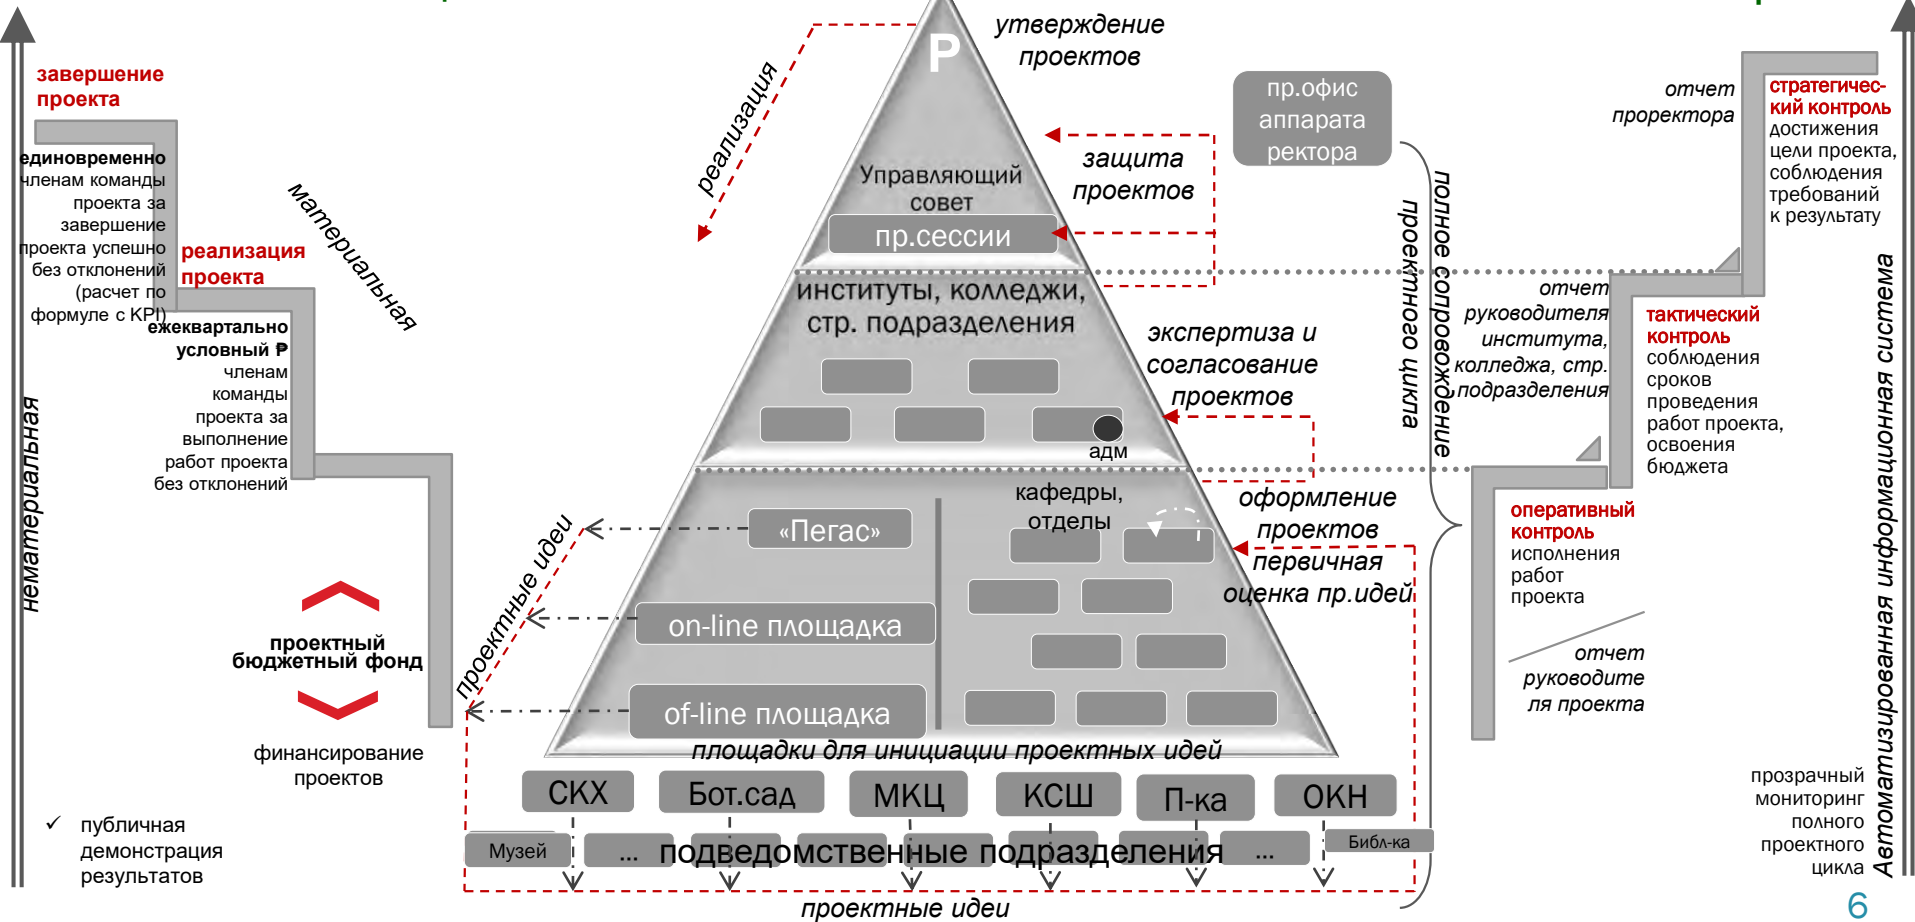 завершение
проекта
единовременно
членам команды
проекта за
завершение
проекта успешно
без отклонений
(расчет по
формуле с KPI)
реализация
проекта
ежеквартально
условный ₽
членам
команды
проекта за
выполнение
работ проекта
без отклонений
материальная
нематериальная
проектный
бюджетный фонд
финансирование
проектов
✓ публичная
демонстрация
результатов
Р
реализация
утверждение
проектов
Управляющий
совет
пр.сессии
защита
проектов
пр.офис
аппарата
ректора
институты, колледжи,
стр. подразделения
адм
экспертиза и
согласование
проектов
полное сопровождение
проектного цикла
кафедры,
отделы
«Пегас»
on-line площадка
of-line площадка
проектные идеи
оформление
проектов
первичная
оценка пр.идей
площадки для инициации проектных идей
СКХ
Бот.сад
МКЦ
КСШ
П-ка
ОКН
Музей
...
подведомственные подразделения
...
Библ-ка
проектные идеи
отчет
проректора
стратегичес-
кий контроль
достижения
цели проекта,
соблюдения
требований
к результату
отчет
руководителя
института,
колледжа, стр.
подразделения
тактический
контроль
соблюдения
сроков
проведения
работ проекта,
освоения
бюджета
оперативный
контроль
исполнения
работ
проекта
отчет
руководите
ля проекта
прозрачный
мониторинг
полного
проектного
цикла
Автоматизированная информационная система
6